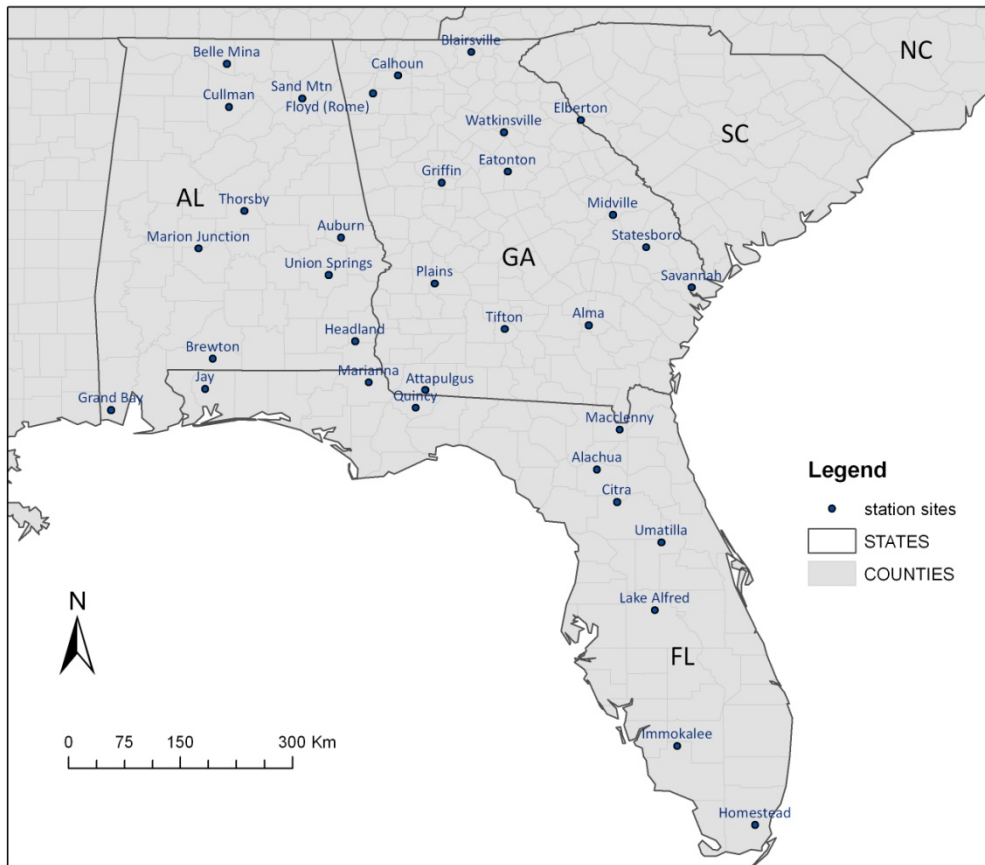 Blairsville
NC
Belle Mina
Calhoun
Sand Mtn
Cullman
Floyd (Rome)
Elberton
Watkinsville
SC
Eatonton
Griffin
AL
Thorsby
Midville
Auburn
Marion Junction
Statesboro
GA
Union Springs
Plains
Savannah
Tifton
Alma
Headland
Brewton
Marianna
Jay
Attapulgus
Grand Bay
Quincy
Macclenny
Alachua
Legend
Citra
station sites
Umatilla
STATES
COUNTIES
Lake Alfred
N
FL
Immokalee
0 75 150 300 Km
Homestead